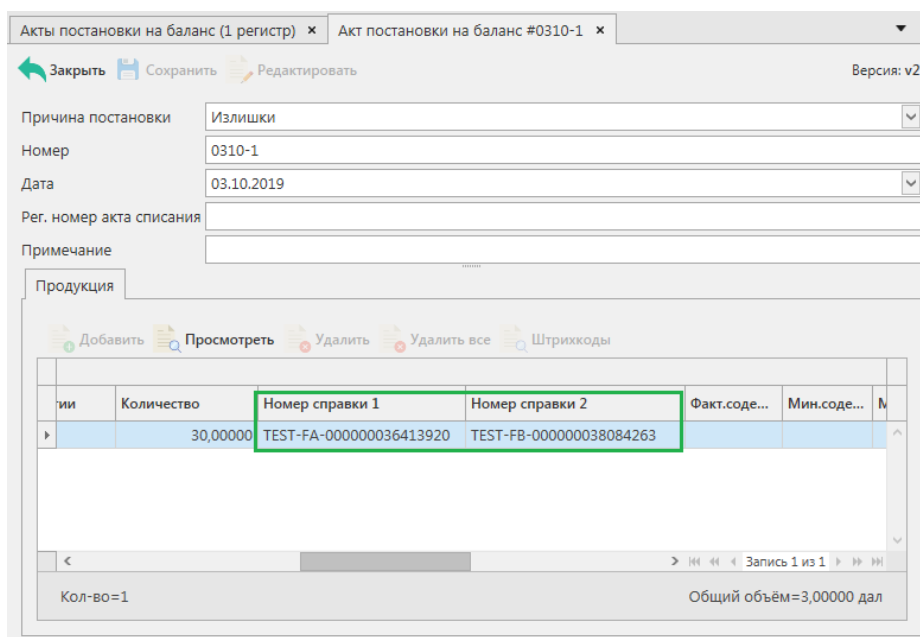 Акты постановки на баланс (1 регистр) × Акт постановки на баланс #0310-1 ×
Закрыть Сохранить Редактировать Версия: v2
Причина постановки Излишки
Номер 0310-1
Дата 03.10.2019
Рег. номер акта списания
Примечание
Продукция
Добавить Просмотреть Удалить Удалить все Штрихкоды
тии Количество Номер справки 1 Номер справки 2 Факт.соде... Мин.соде...
30,00000 TEST-FA-000000036413920 TEST-FB-000000038084263
Запись 1 из 1
Кол-во=1 Общий объём=3,00000 дал